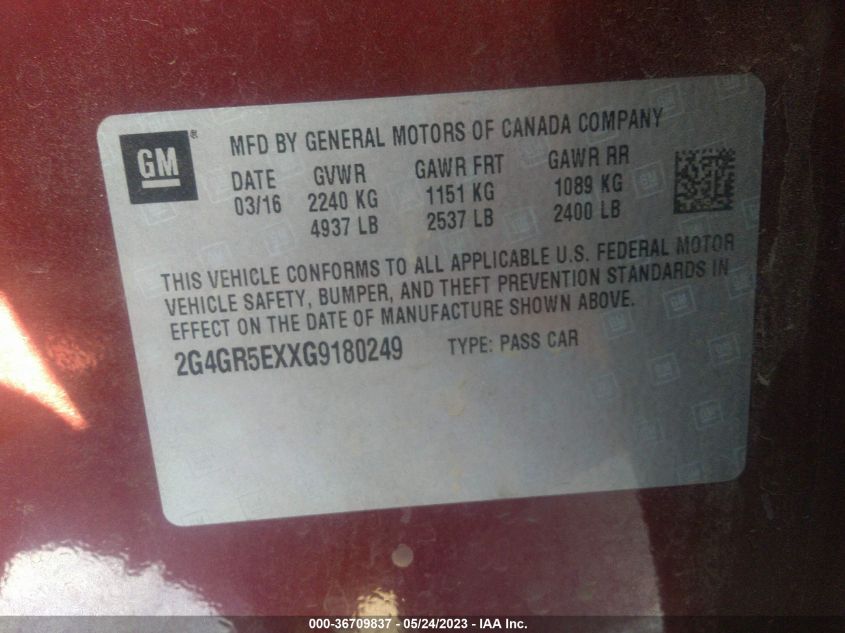 GM ®
MFD BY GENERAL MOTORS OF CANADA COMPANY
DATE GVWR GAWR FRT GAWR RR
03/16 2240 KG 1151 KG 1089 KG
4937 LB 2537 LB 2400 LB
THIS VEHICLE CONFORMS TO ALL APPLICABLE U.S. FEDERAL MOTOR
VEHICLE SAFETY, BUMPER, AND THEFT PREVENTION STANDARDS IN
EFFECT ON THE DATE OF MANUFACTURE SHOWN ABOVE.
2G4GR5EXXG9180249 TYPE: PASS CAR
000-36709837 - 05/24/2023 - IAA Inc.